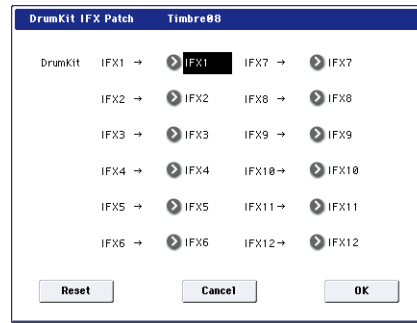 DrumKit IFX Patch Timbre08
DrumKit IFX1 → IFX1 IFX7 → IFX7
IFX2 → IFX2 IFX8 → IFX8
IFX3 → IFX3 IFX9 → IFX9
IFX4 → IFX4 IFX10→ IFX10
IFX5 → IFX5 IFX11→ IFX11
IFX6 → IFX6 IFX12→ IFX12
Reset Cancel OK